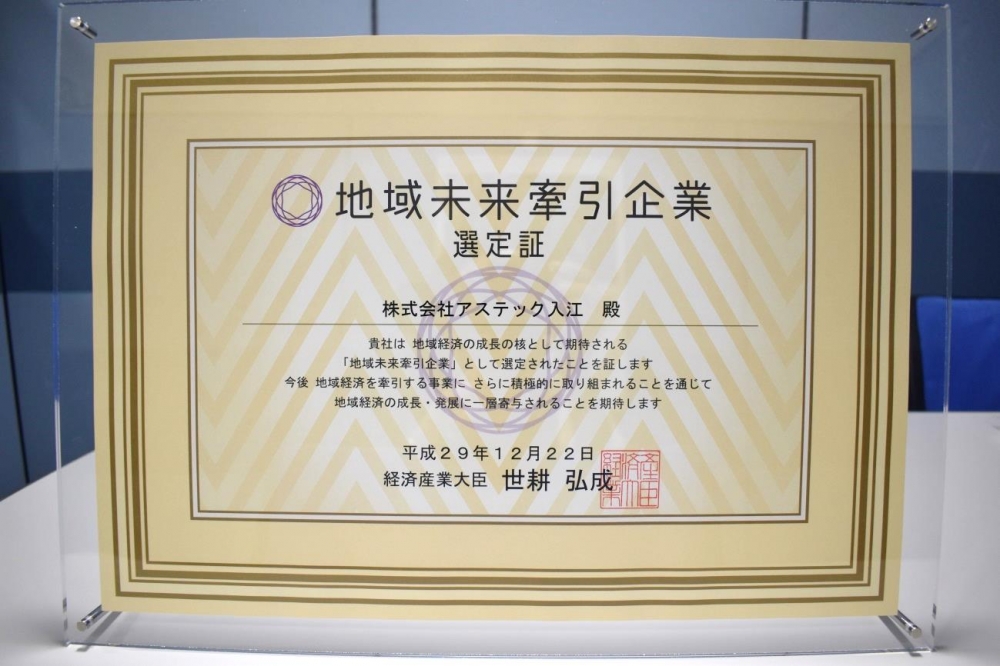 地域未来牽引企業
選定証
株式会社アステック入江　殿
貴社は 地域経済の成長の核として期待される
「地域未来牽引企業」として選定されたことを証します
今後 地域経済を牽引する事業に さらに積極的に取り組まれることを通じて
地域経済の成長・発展に一層寄与されることを期待します
平成２９年１２月２２日
経済産業大臣 世耕 弘成